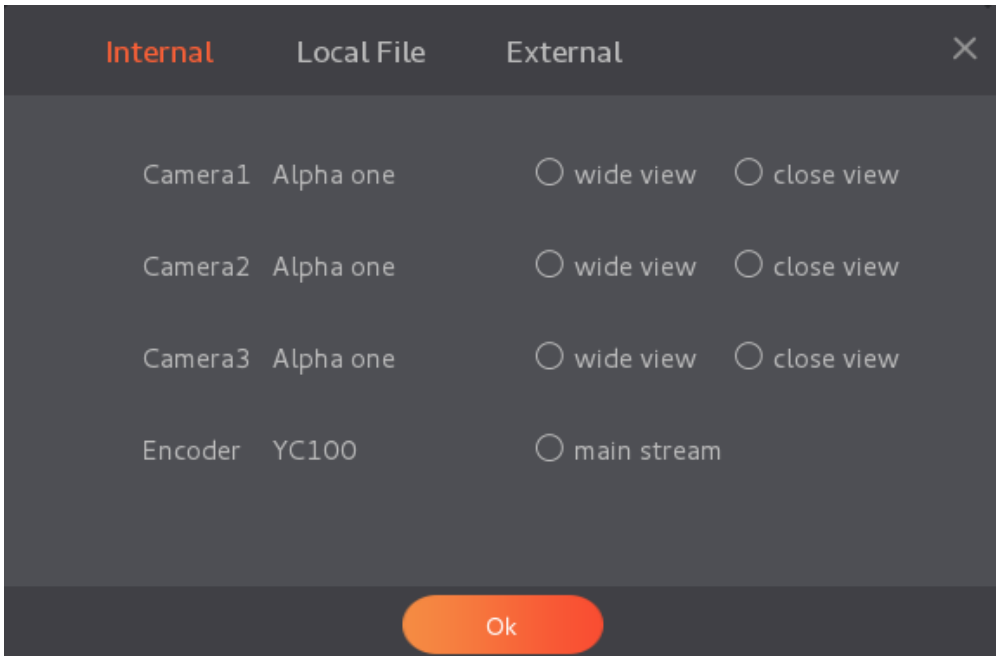 Internal Local File External
Camera1 Alpha one wide view close view
Camera2 Alpha one wide view close view
Camera3 Alpha one wide view close view
Encoder YC100 main stream
Ok